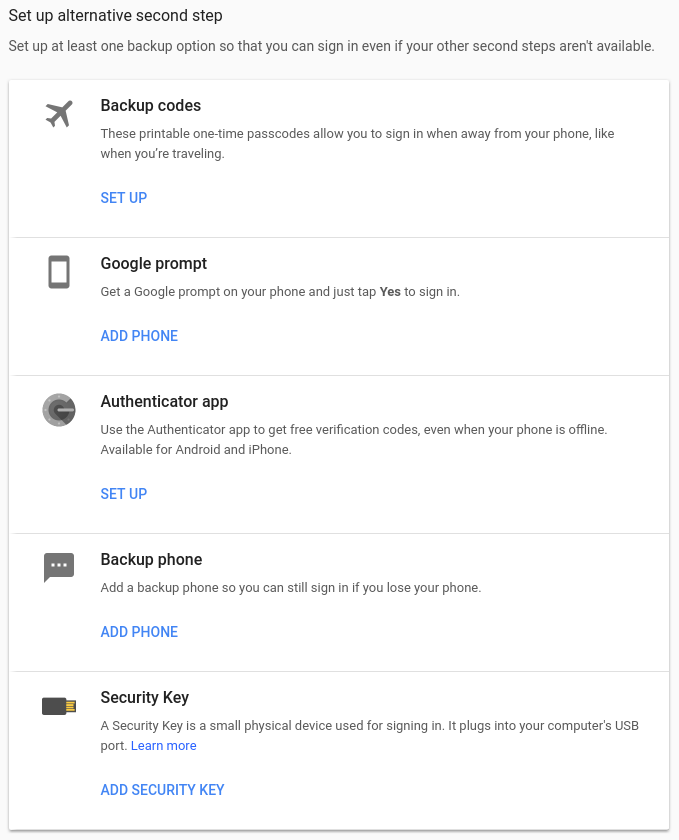 Set up alternative second step
Set up at least one backup option so that you can sign in even if your other second steps aren't available.
Backup codes
These printable one-time passcodes allow you to sign in when away from your phone, like
when you’re traveling.
SET UP
Google prompt
Get a Google prompt on your phone and just tap Yes to sign in.
ADD PHONE
Authenticator app
Use the Authenticator app to get free verification codes, even when your phone is offline.
Available for Android and iPhone.
SET UP
Backup phone
Add a backup phone so you can still sign in if you lose your phone.
ADD PHONE
Security Key
A Security Key is a small physical device used for signing in. It plugs into your computer's USB
port. Learn more
ADD SECURITY KEY